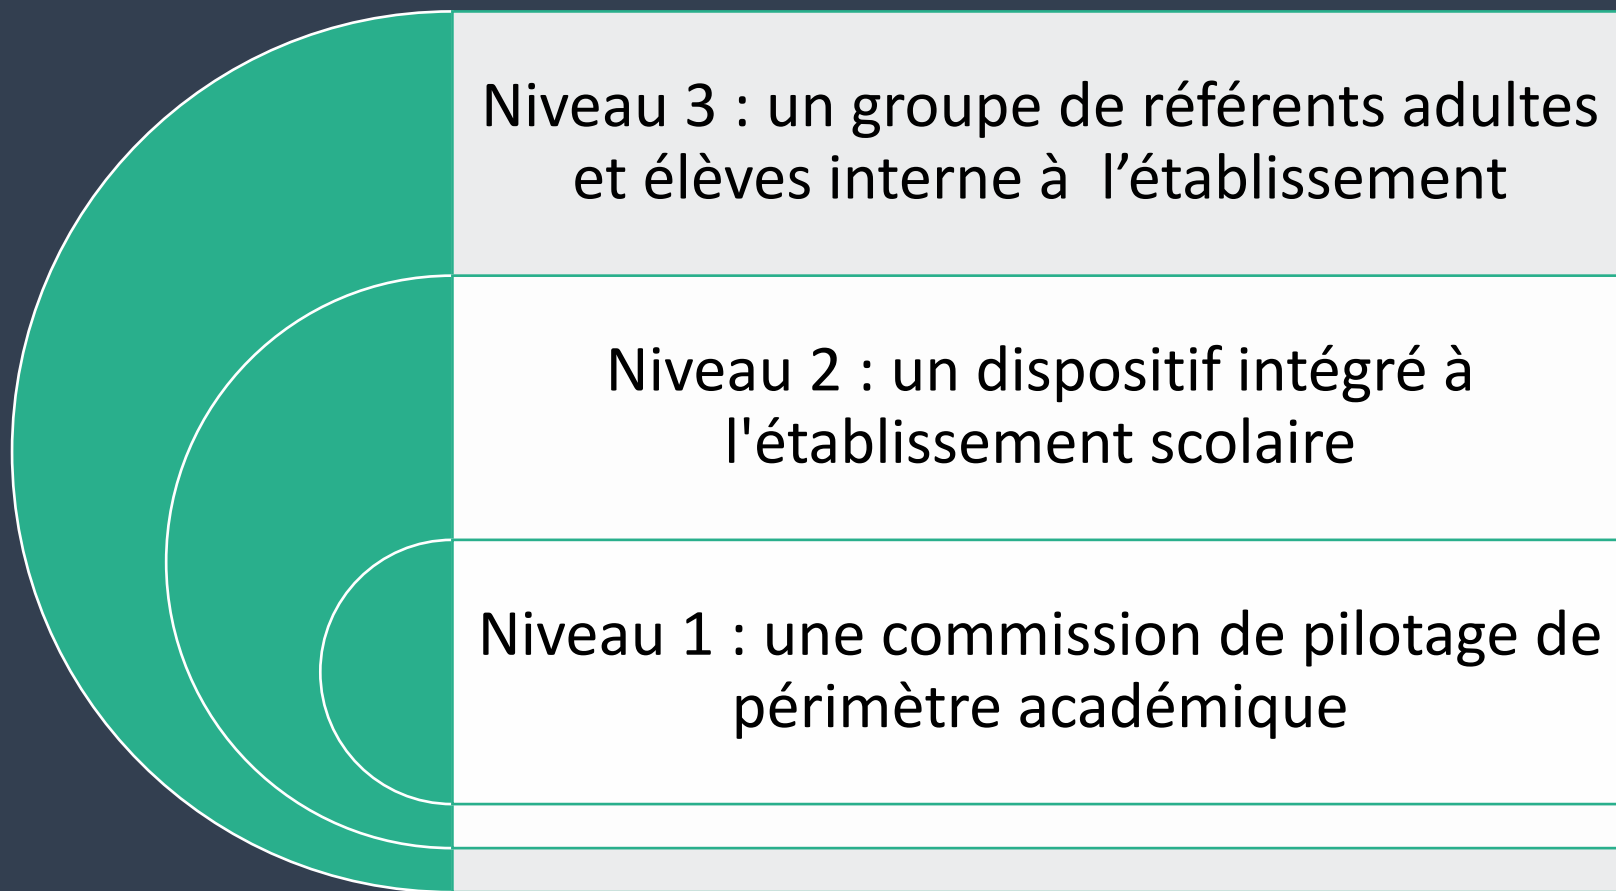 Niveau 3 : un groupe de référents adultes
et élèves interne à  l’établissement
Niveau 2 : un dispositif intégré à
l'établissement scolaire
Niveau 1 : une commission de pilotage de
périmètre académique